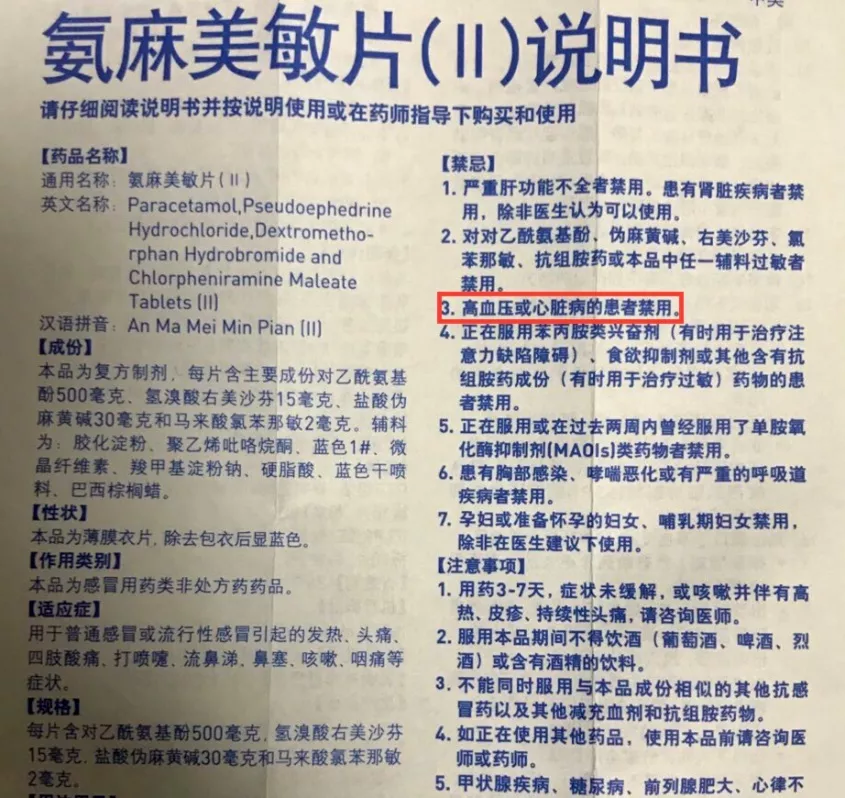 氨麻美敏片(Ⅱ)说明书
请仔细阅读说明书并按说明使用或在药师指导下购买和使用
【药品名称】
通用名称：氨麻美敏片(Ⅱ)
英文名称：Paracetamol,Pseudoephedrine
Hydrochloride,Dextrometho-
rphan Hydrobromide and
Chlorpheniramine Maleate
Tablets (II)
汉语拼音：An Ma Mei Min Pian (II)
【成份】
本品为复方制剂，每片含主要成份对乙酰氨基
酚500毫克、氢溴酸右美沙芬15毫克、盐酸伪
麻黄碱30毫克和马来酸氯苯那敏2毫克。辅料
为：胶化淀粉、聚乙烯吡咯烷酮、蓝色1#、微
晶纤维素、羧甲基淀粉钠、硬脂酸、蓝色干喷
料、巴西棕榈蜡。
【性状】
本品为薄膜衣片，除去包衣后显蓝色。
【作用类别】
本品为感冒用药类非处方药药品。
【适应症】
用于普通感冒或流行性感冒引起的发热、头痛、
四肢酸痛、打喷嚏、流鼻涕、鼻塞、咳嗽、咽痛等
症状。
【规格】
每片含对乙酰氨基酚500毫克，氢溴酸右美沙芬
15毫克，盐酸伪麻黄碱30毫克和马来酸氯苯那敏
2毫克。
【禁忌】
1. 严重肝功能不全者禁用。患有肾脏疾病者禁
用，除非医生认为可以使用。
2. 对对乙酰氨基酚、伪麻黄碱、右美沙芬、氯
苯那敏、抗组胺药或本品中任一辅料过敏者
禁用。
3. 高血压或心脏病的患者禁用。
4. 正在服用苯丙胺类兴奋剂（有时用于治疗注
意力缺陷障碍）、食欲抑制剂或其他含有抗
组胺药成份（有时用于治疗过敏）药物的患
者禁用。
5. 正在服用或在过去两周内曾经服用了单胺氧
化酶抑制剂(MAOIs)类药物者禁用。
6. 患有胸部感染、哮喘恶化或有严重的呼吸道
疾病者禁用。
7. 孕妇或准备怀孕的妇女、哺乳期妇女禁用，
除非在医生建议下使用。
【注意事项】
1. 用药3-7天，症状未缓解，或咳嗽并伴有高
热、皮疹、持续性头痛，请咨询医师。
2. 服用本品期间不得饮酒（葡萄酒、啤酒、烈
酒）或含有酒精的饮料。
3. 不能同时服用与本品成份相似的其他抗感
冒药以及其他减充血剂和抗组胺药物。
4. 如正在使用其他药品，使用本品前请咨询医
师或药师。
5. 甲状腺疾病、糖尿病、前列腺肥大、心律不